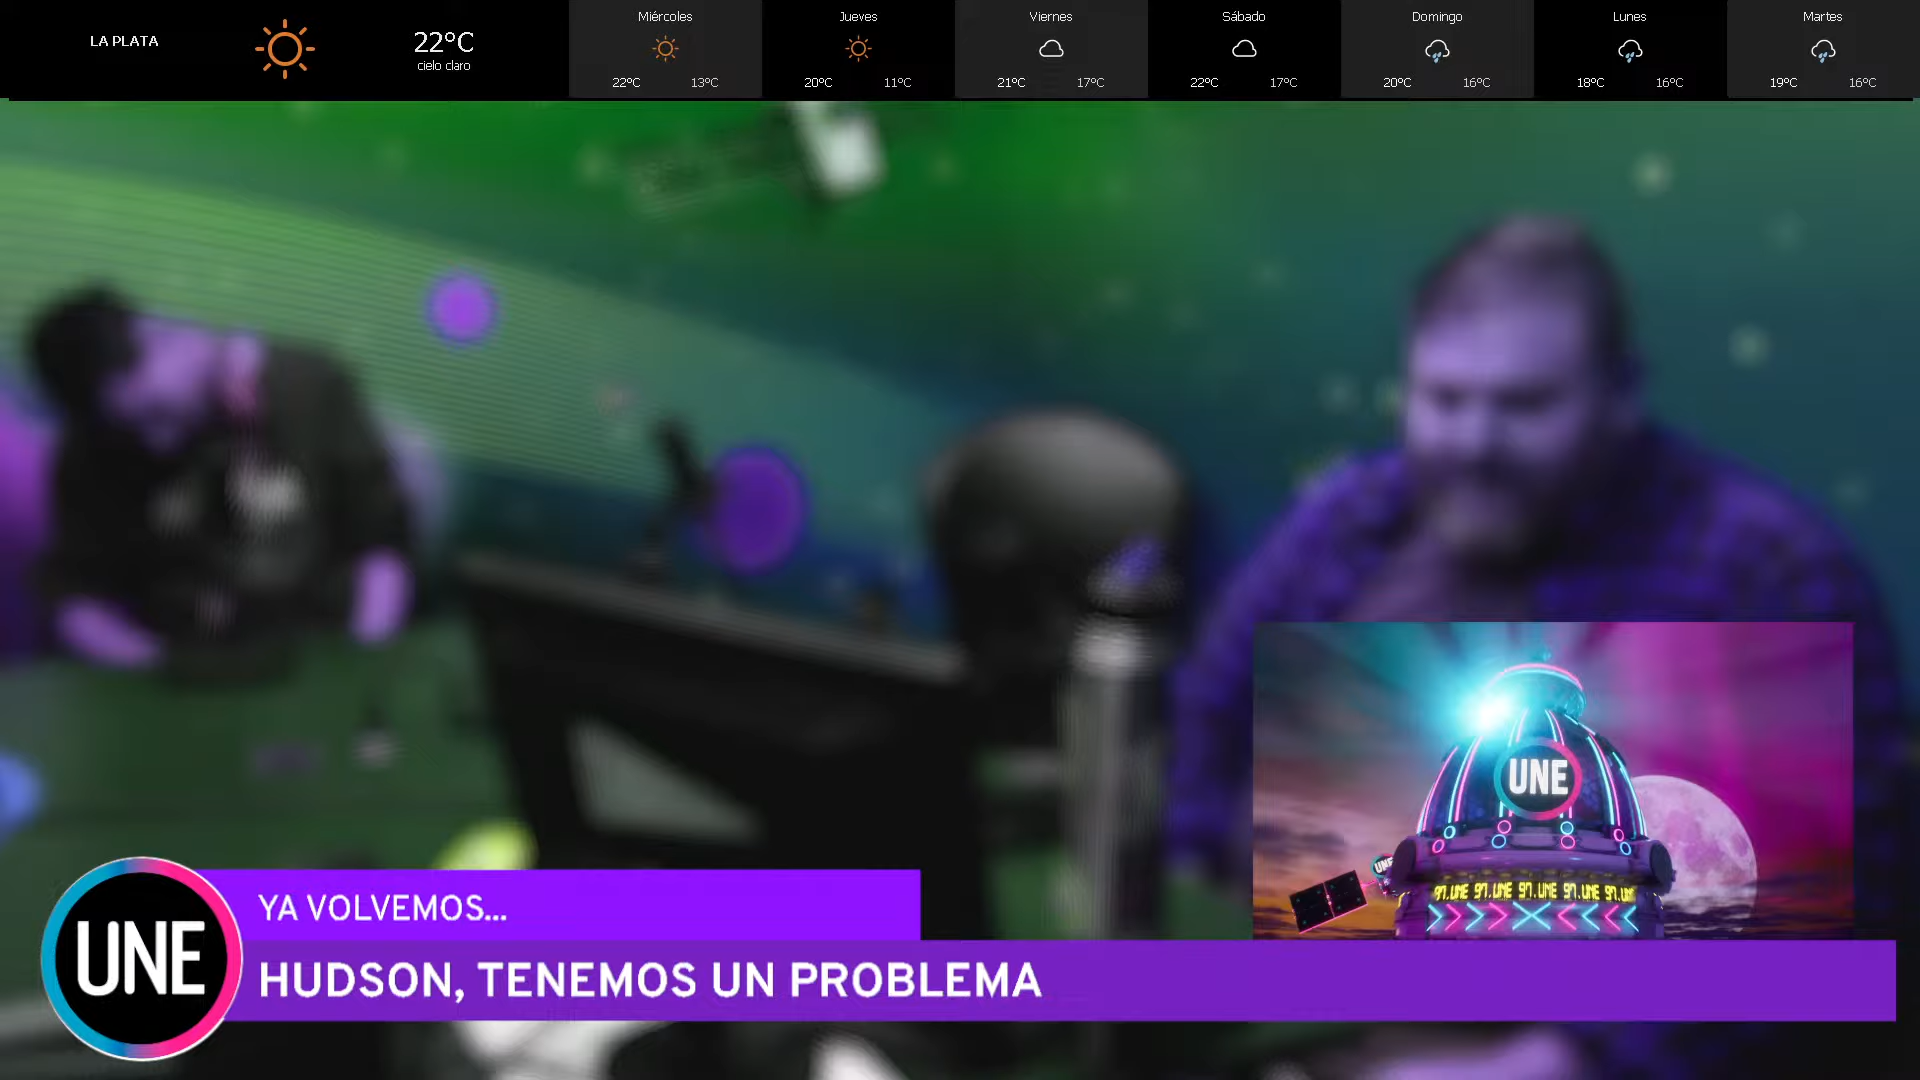 LA PLATA
22°C
cielo claro
Miércoles
22°C 13°C
Jueves
20°C 11°C
Viernes
21°C 17°C
Sábado
22°C 17°C
Domingo
20°C 16°C
Lunes
18°C 16°C
Martes
19°C 16°C
UNE
UNE
97.UNE 97.UNE 97.UNE 97.UNE 97.UN
YA VOLVEMOS...
UNE
HUDSON, TENEMOS UN PROBLEMA